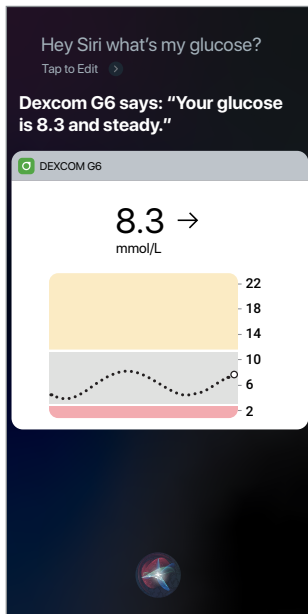 Hey Siri what’s my glucose?
Tap to Edit
Dexcom G6 says: “Your glucose
is 8.3 and steady.”
DEXCOM G6
8.3 →
mmol/L
22
18
14
10
6
2